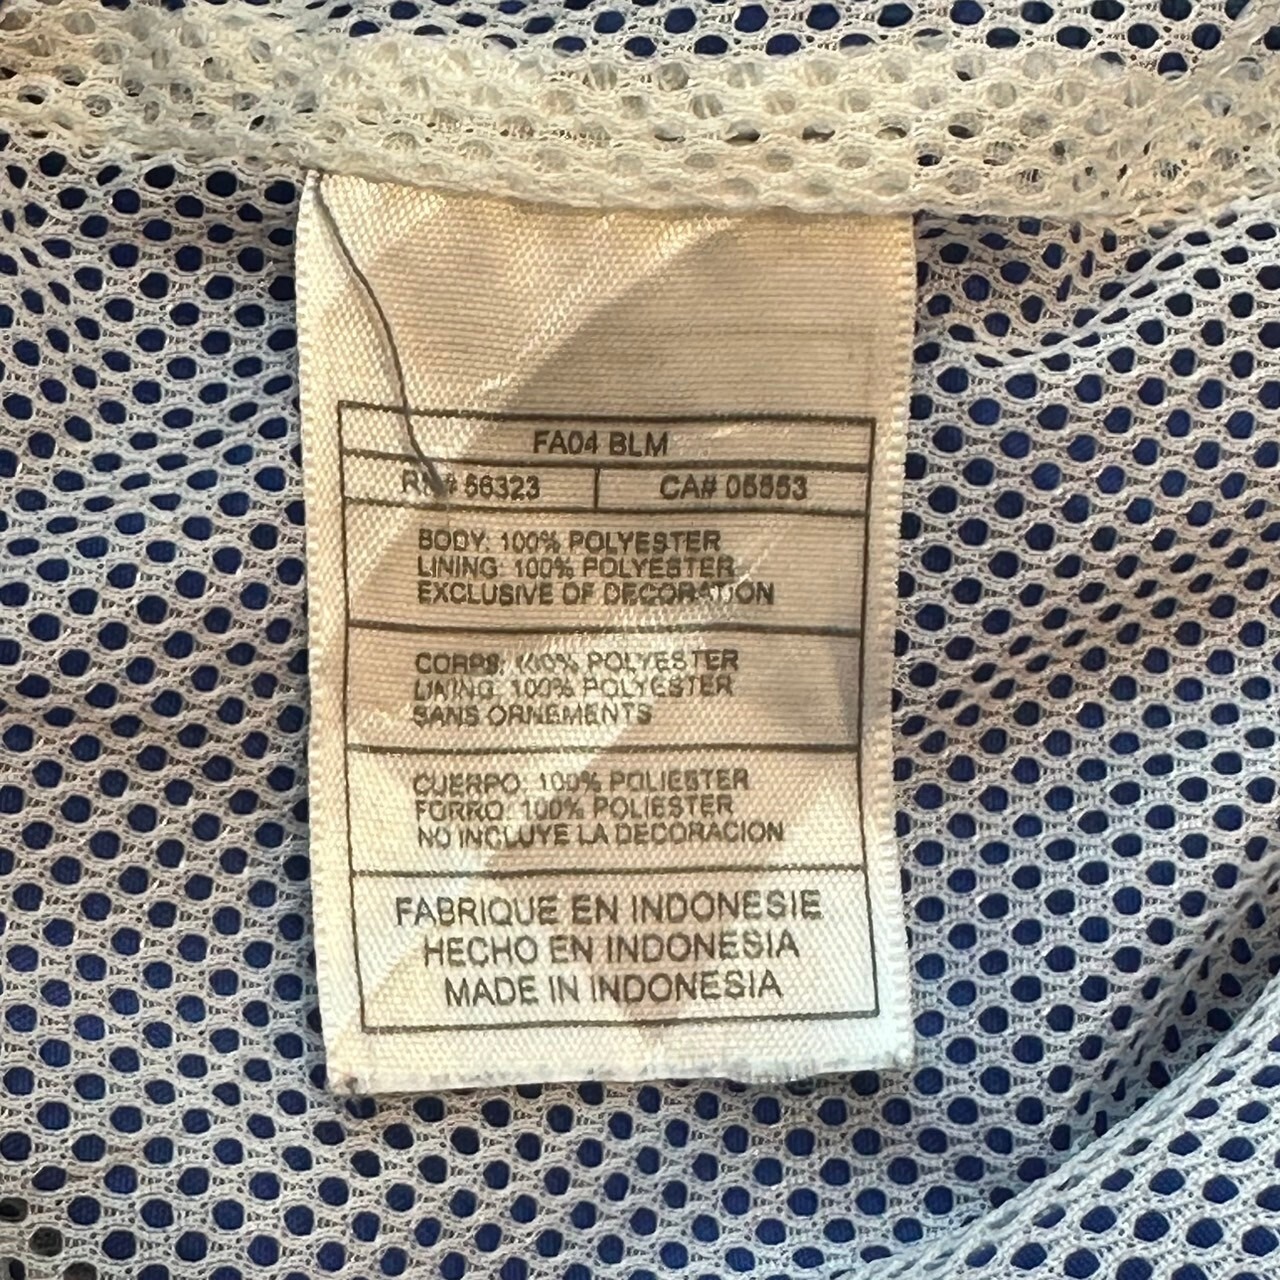 FA04 BLM
RN# 56323
CA# 05553
BODY: 100% POLYESTER
LINING: 100% POLYESTER
EXCLUSIVE OF DECORATION
CORPS: 100% POLYESTER
LINING: 100% POLYESTER
SANS ORNEMENTS
CUERPO: 100% POLIESTER
FORRO: 100% POLIESTER
NO INCLUYE LA DECORACION
FABRIQUE EN INDONESIE
HECHO EN INDONESIA
MADE IN INDONESIA